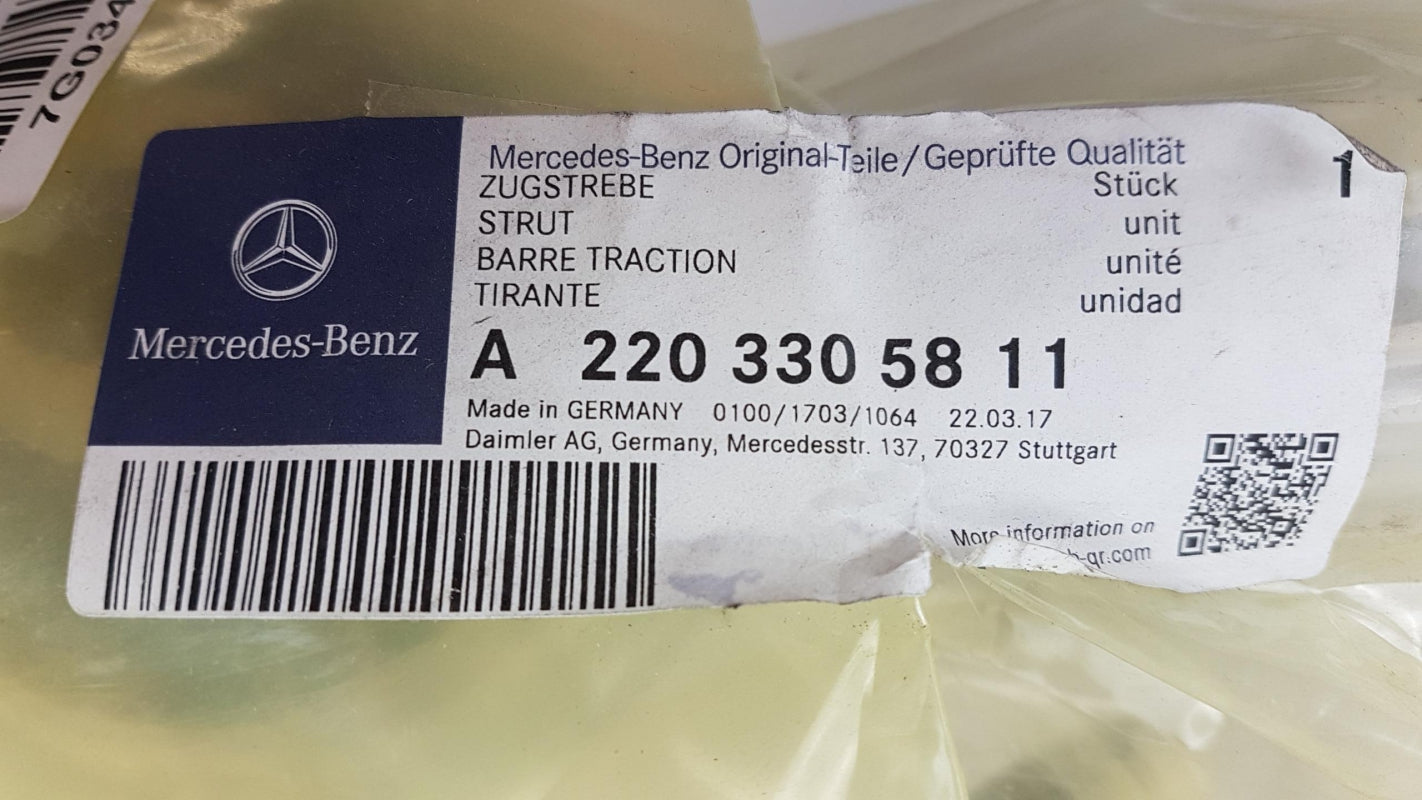 7G034
Mercedes-Benz Original-Teile/Geprüfte Qualität
ZUGSTREBE Stück 1
STRUT unit
BARRE TRACTION unité
TIRANTE unidad
Mercedes-Benz
A 220 330 58 11
Made in GERMANY 0100/1703/1064 22.03.17
Daimler AG, Germany, Mercedesstr. 137, 70327 Stuttgart
More information on
b-qr.com